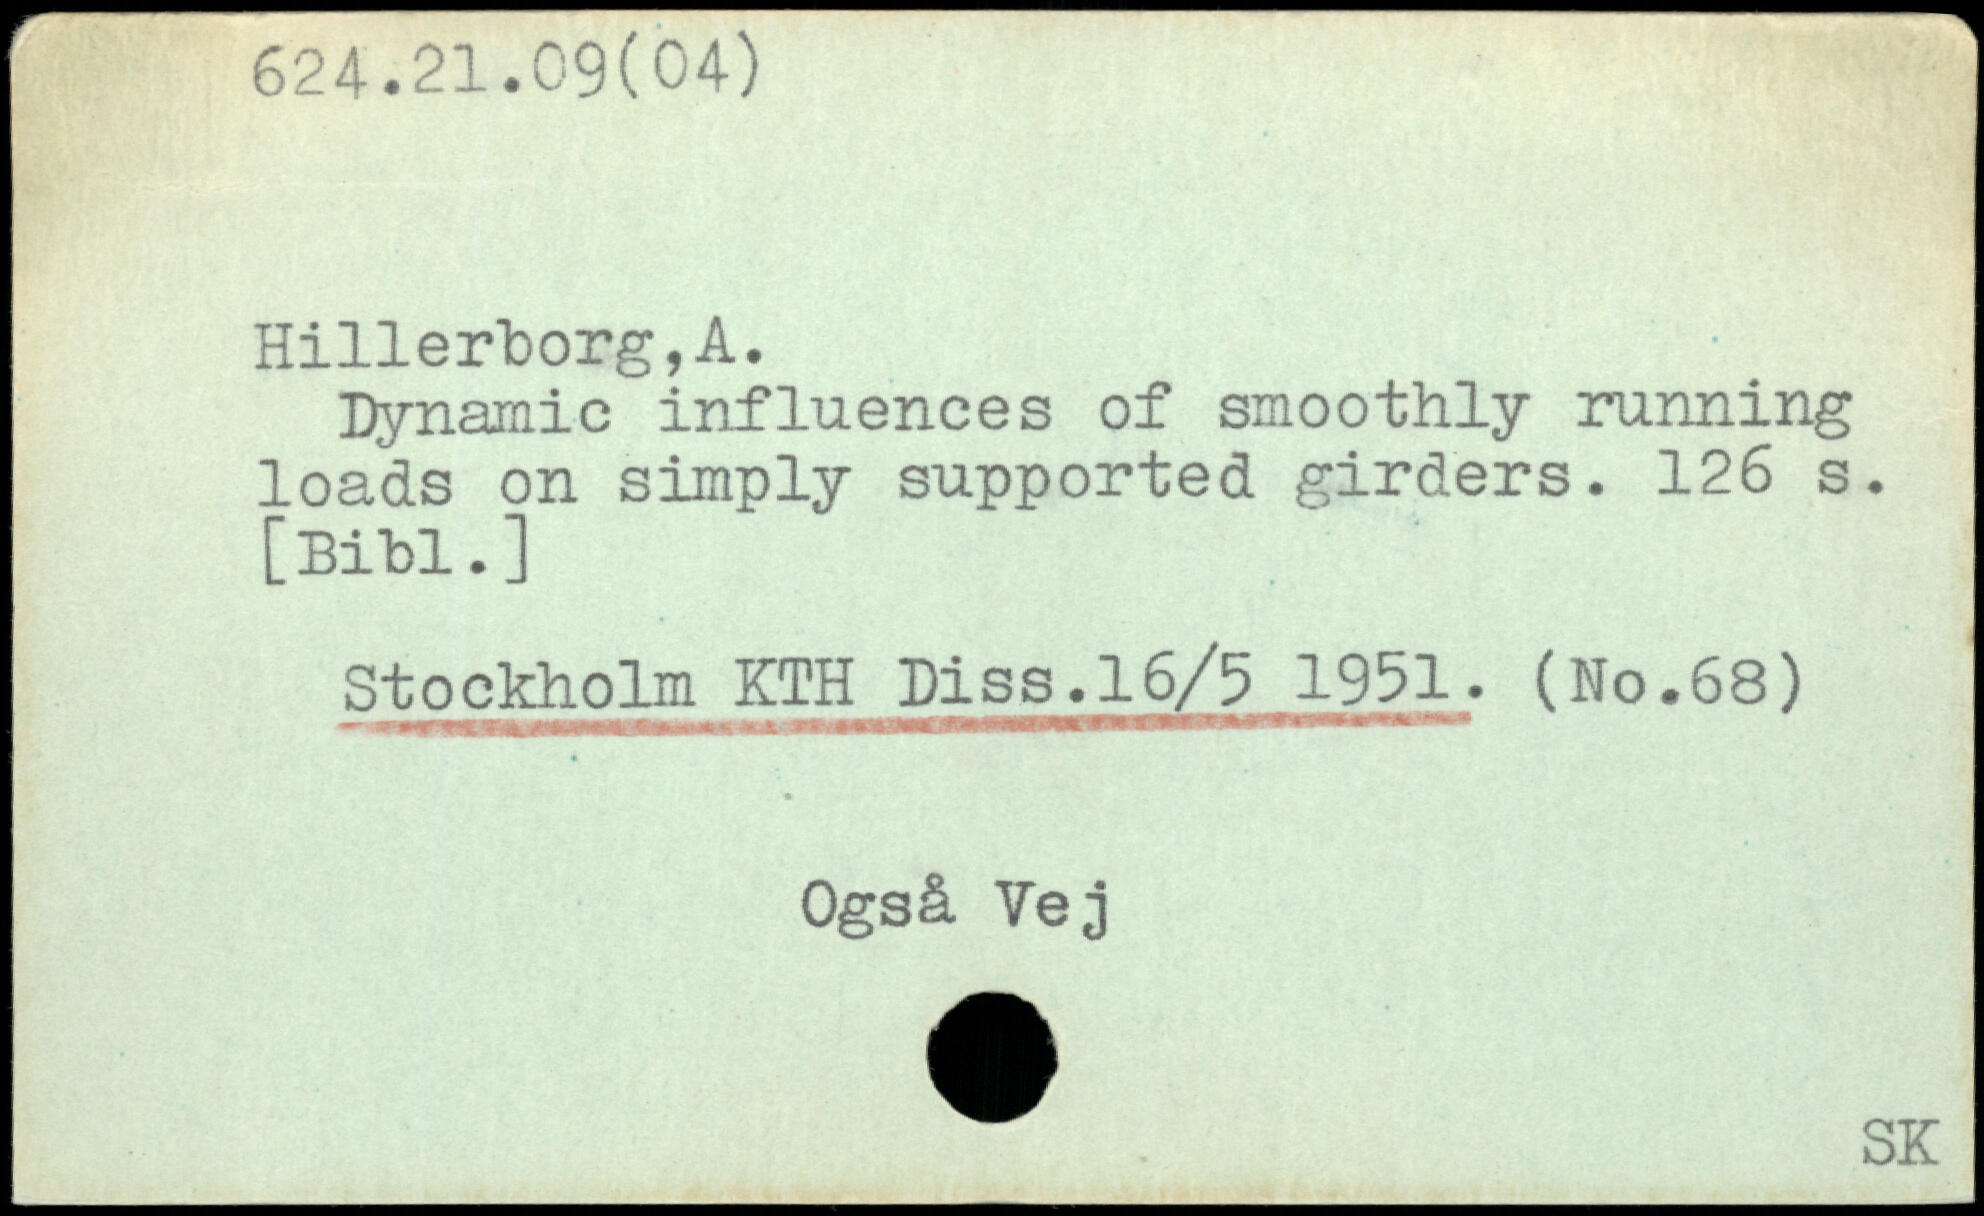 624.21.09(04)
Hillerborg,A.
Dynamic influences of smoothly running
loads on simply supported girders. 126 s.
[Bibl.]
Stockholm KTH Diss.16/5 1951. (No.68)
Også Vej
SK